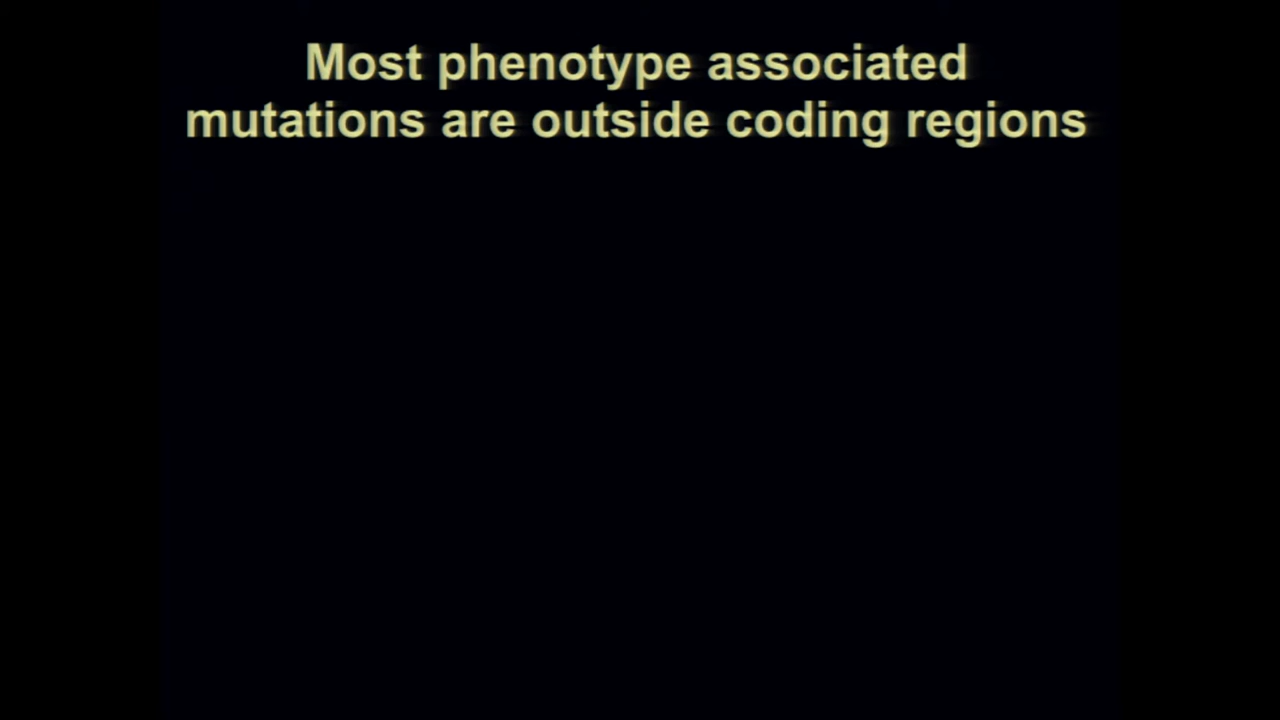 Most phenotype associated
mutations are outside coding regions